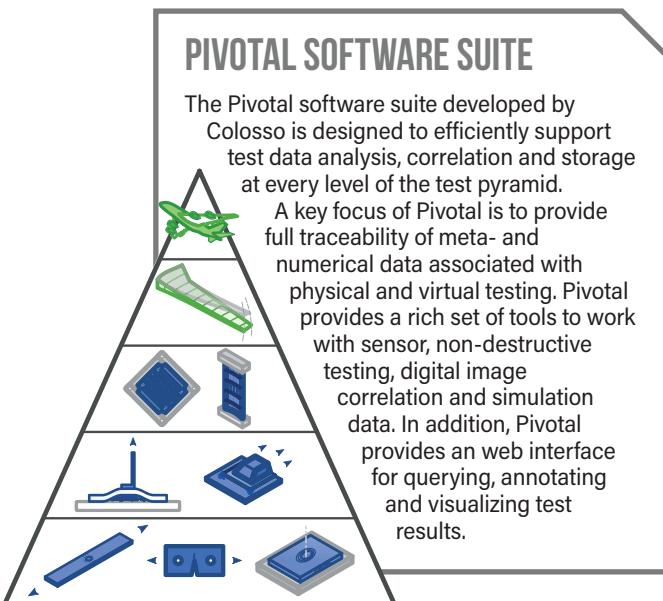 PIVOTAL SOFTWARE SUITE
The Pivotal software suite developed by
Colosso is designed to efficiently support
test data analysis, correlation and storage
at every level of the test pyramid.
A key focus of Pivotal is to provide
full traceability of meta- and
numerical data associated with
physical and virtual testing. Pivotal
provides a rich set of tools to work
with sensor, non-destructive
testing, digital image
correlation and simulation
data. In addition, Pivotal
provides an web interface
for querying, annotating
and visualizing test
results.